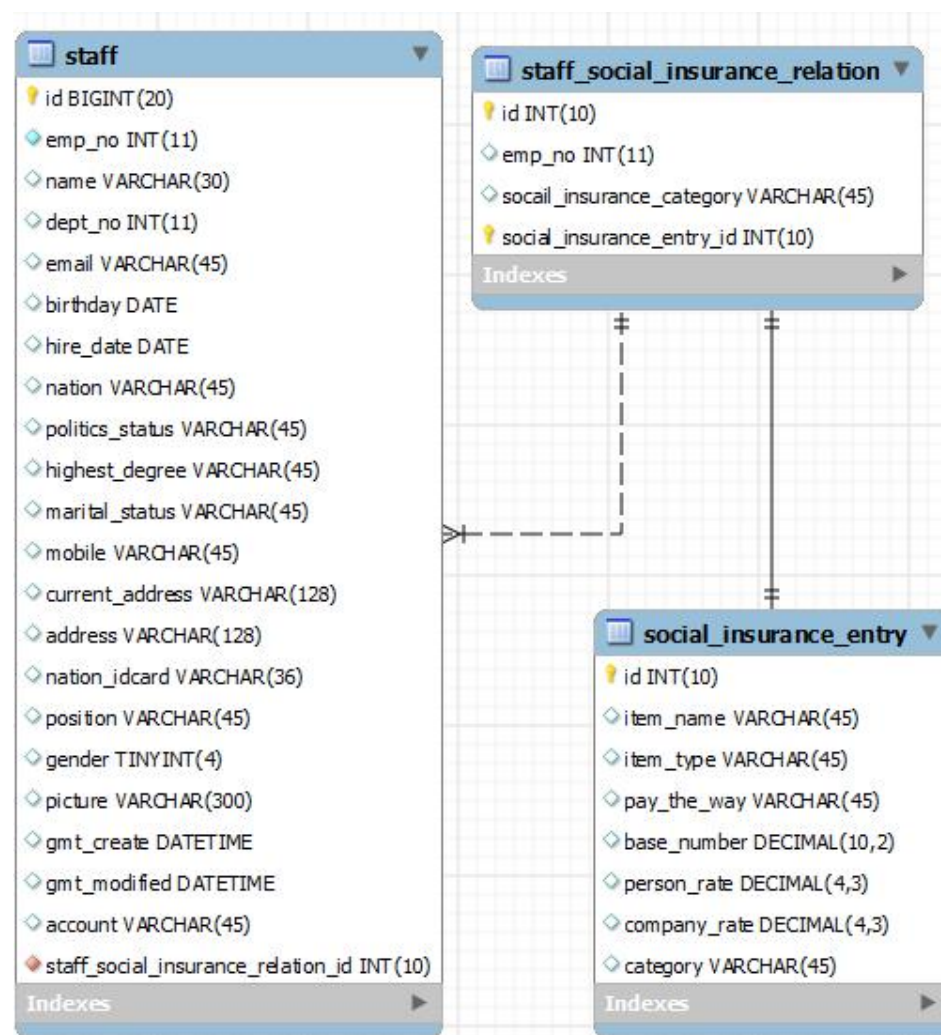 staff
id BIGINT(20)
emp_no INT(11)
name VARCHAR(30)
dept_no INT(11)
email VARCHAR(45)
birthday DATE
hire_date DATE
nation VARCHAR(45)
politics_status VARCHAR(45)
highest_degree VARCHAR(45)
marital_status VARCHAR(45)
mobile VARCHAR(45)
current_address VARCHAR(128)
address VARCHAR(128)
nation_idcard VARCHAR(36)
position VARCHAR(45)
gender TINYINT(4)
picture VARCHAR(300)
gmt_create DATETIME
gmt_modified DATETIME
account VARCHAR(45)
staff_social_insurance_relation_id INT(10)
Indexes
staff_social_insurance_relation
id INT(10)
emp_no INT(11)
socail_insurance_category VARCHAR(45)
social_insurance_entry_id INT(10)
Indexes
social_insurance_entry
id INT(10)
item_name VARCHAR(45)
item_type VARCHAR(45)
pay_the_way VARCHAR(45)
base_number DECIMAL(10,2)
person_rate DECIMAL(4,3)
company_rate DECIMAL(4,3)
category VARCHAR(45)
Indexes